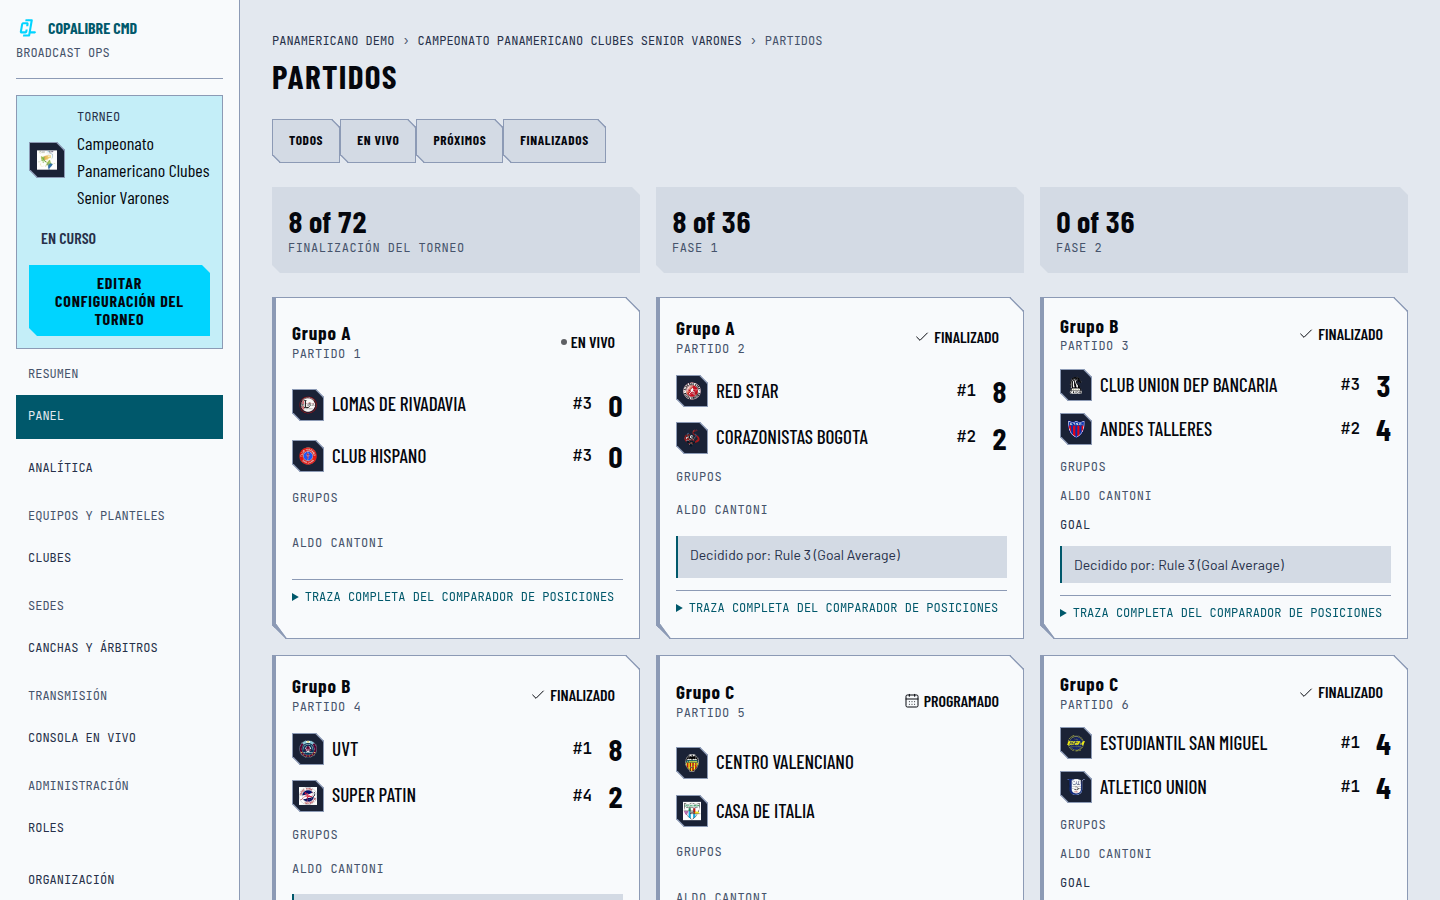 COPALIBRE CMD
BROADCAST OPS
TORNEO
Campeonato
Panamericano Clubes
Senior Varones
EN CURSO
EDITAR
CONFIGURACIÓN DEL
TORNEO
RESUMEN
PANEL
ANALÍTICA
EQUIPOS Y PLANTELES
CLUBES
SEDES
CANCHAS Y ÁRBITROS
TRANSMISIÓN
CONSOLA EN VIVO
ADMINISTRACIÓN
ROLES
ORGANIZACIÓN
PANAMERICANO DEMO › CAMPEONATO PANAMERICANO CLUBES SENIOR VARONES › PARTIDOS
PARTIDOS
TODOS
EN VIVO
PRÓXIMOS
FINALIZADOS
8 of 72
FINALIZACIÓN DEL TORNEO
8 of 36
FASE 1
0 of 36
FASE 2
Grupo A
PARTIDO 1
EN VIVO
LOMAS DE RIVADAVIA #3 0
CLUB HISPANO #3 0
GRUPOS
ALDO CANTONI
▶ TRAZA COMPLETA DEL COMPARADOR DE POSICIONES
Grupo A
PARTIDO 2
FINALIZADO
RED STAR #1 8
CORAZONISTAS BOGOTA #2 2
GRUPOS
ALDO CANTONI
Decidido por: Rule 3 (Goal Average)
▶ TRAZA COMPLETA DEL COMPARADOR DE POSICIONES
Grupo B
PARTIDO 3
FINALIZADO
CLUB UNION DEP BANCARIA #3 3
ANDES TALLERES #2 4
GRUPOS
ALDO CANTONI
GOAL
Decidido por: Rule 3 (Goal Average)
▶ TRAZA COMPLETA DEL COMPARADOR DE POSICIONES
Grupo B
PARTIDO 4
FINALIZADO
UVT #1 8
SUPER PATIN #4 2
GRUPOS
ALDO CANTONI
Grupo C
PARTIDO 5
PROGRAMADO
CENTRO VALENCIANO
CASA DE ITALIA
GRUPOS
ALDO CANTONI
Grupo C
PARTIDO 6
FINALIZADO
ESTUDIANTIL SAN MIGUEL #1 4
ATLETICO UNION #1 4
GRUPOS
ALDO CANTONI
GOAL